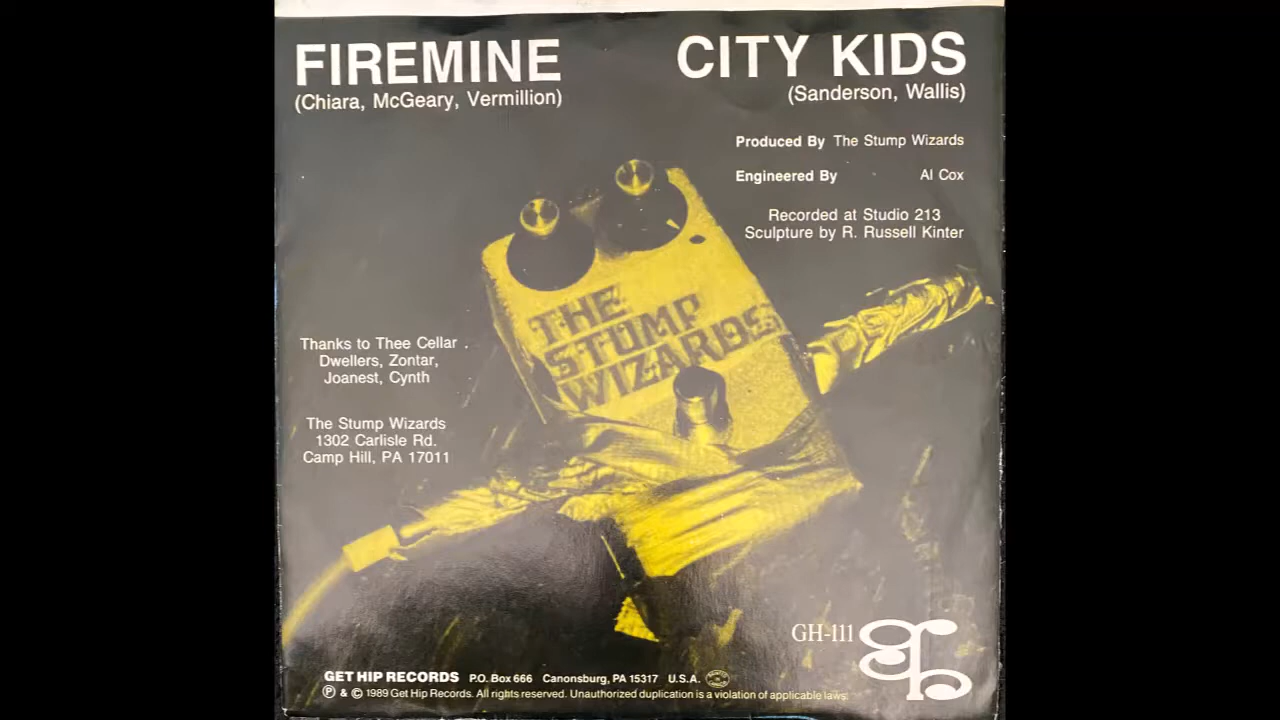 FIREMINE
(Chiara, McGeary, Vermillion)
CITY KIDS
(Sanderson, Wallis)
Produced By The Stump Wizards
Engineered By Al Cox
Recorded at Studio 213
Sculpture by R. Russell Kinter
THE
STUMP
WIZARDS
Thanks to Thee Cellar
Dwellers, Zontar,
Joanest, Cynth
The Stump Wizards
1302 Carlisle Rd.
Camp Hill, PA 17011
GH-111
GET HIP RECORDS P.O. Box 666 Canonsburg, PA 15317 U.S.A.
℗ & © 1989 Get Hip Records. All rights reserved. Unauthorized duplication is a violation of applicable laws.